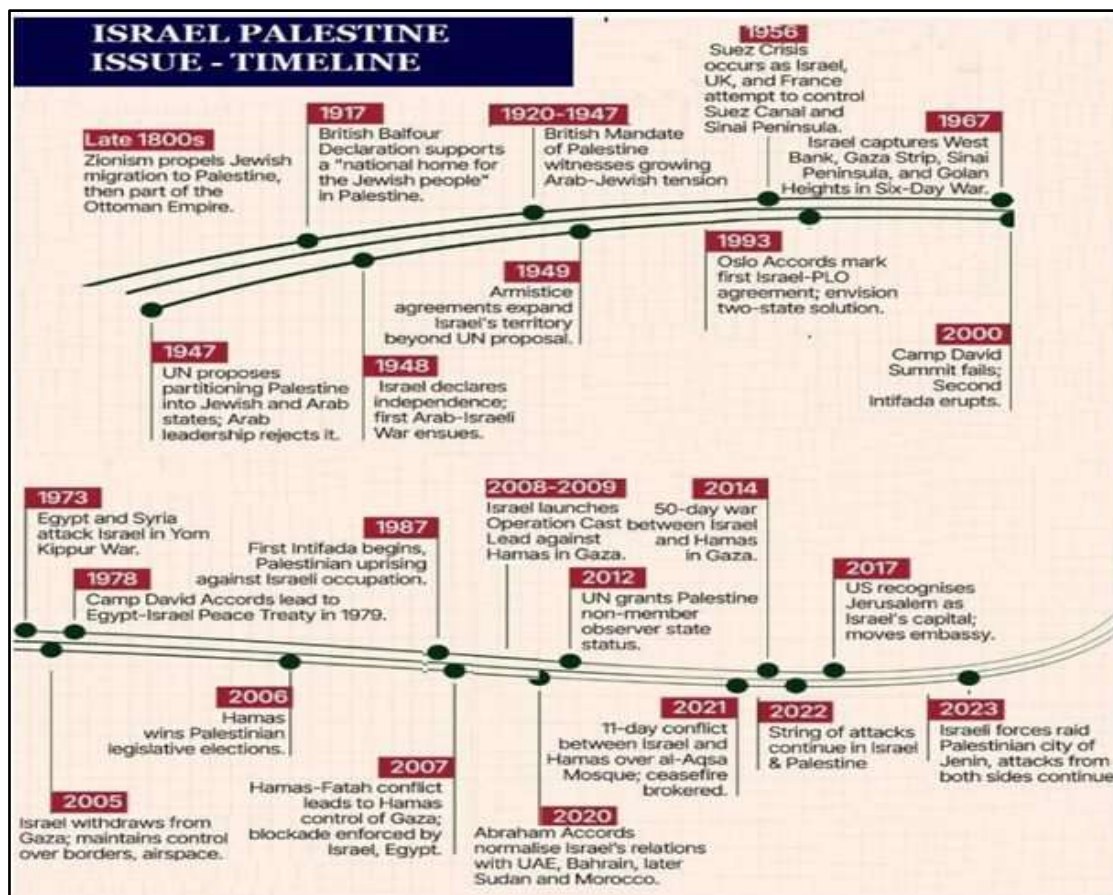 ISRAEL PALESTINE
ISSUE - TIMELINE
Late 1800s
Zionism propels Jewish
migration to Palestine,
then part of the
Ottoman Empire.
1917
British Balfour
Declaration supports
a "national home for
the Jewish people"
in Palestine.
1920-1947
British Mandate
of Palestine
witnesses growing
Arab-Jewish tension
1956
Suez Crisis
occurs as Israel,
UK, and France
attempt to control
Suez Canal and
Sinai Peninsula.
1967
Israel captures West
Bank, Gaza Strip, Sinai
Peninsula, and Golan
Heights in Six-Day War.
1947
UN proposes
partitioning Palestine
into Jewish and Arab
states; Arab
leadership rejects it.
1948
Israel declares
independence;
first Arab-Israeli
War ensues.
1949
Armistice
agreements expand
Israel's territory
beyond UN proposal.
1993
Oslo Accords mark
first Israel-PLO
agreement; envision
two-state solution.
2000
Camp David
Summit fails;
Second
Intifada erupts.
1973
Egypt and Syria
attack Israel in Yom
Kippur War.
1978
Camp David Accords lead to
Egypt-Israel Peace Treaty in 1979.
1987
First Intifada begins,
Palestinian uprising
against Israeli occupation.
2008-2009
Israel launches
Operation Cast
Lead against
Hamas in Gaza.
2012
UN grants Palestine
non-member
observer state
status.
2014
50-day war
between Israel
and Hamas
in Gaza.
2017
US recognises
Jerusalem as
Israel's capital;
moves embassy.
2005
Israel withdraws from
Gaza; maintains control
over borders, airspace.
2006
Hamas
wins Palestinian
legislative elections.
2007
Hamas-Fatah conflict
leads to Hamas
control of Gaza;
blockade enforced by
Israel, Egypt.
2020
Abraham Accords
normalise Israel's relations
with UAE, Bahrain, later
Sudan and Morocco.
2021
11-day conflict
between Israel and
Hamas over al-Aqsa
Mosque; ceasefire
brokered.
2022
String of attacks
continue in Israel
& Palestine
2023
Israeli forces raid
Palestinian city of
Jenin, attacks from
both sides continue